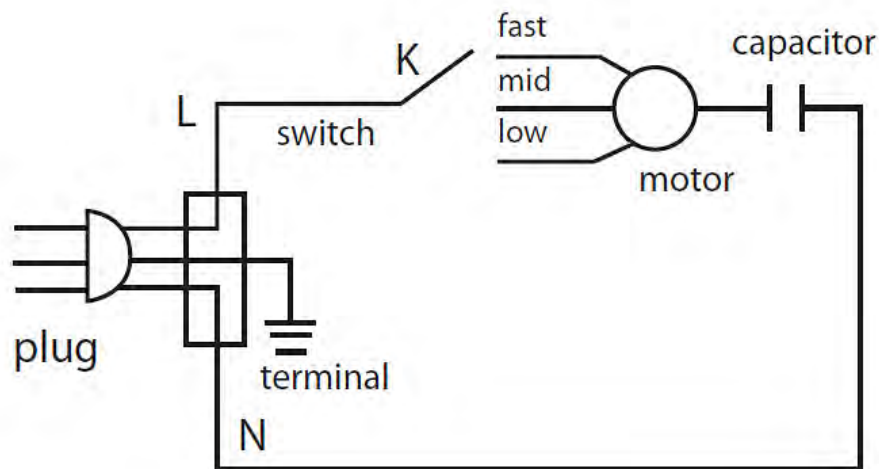 fast
capacitor
K
mid
L
switch
low
motor
plug
terminal
N